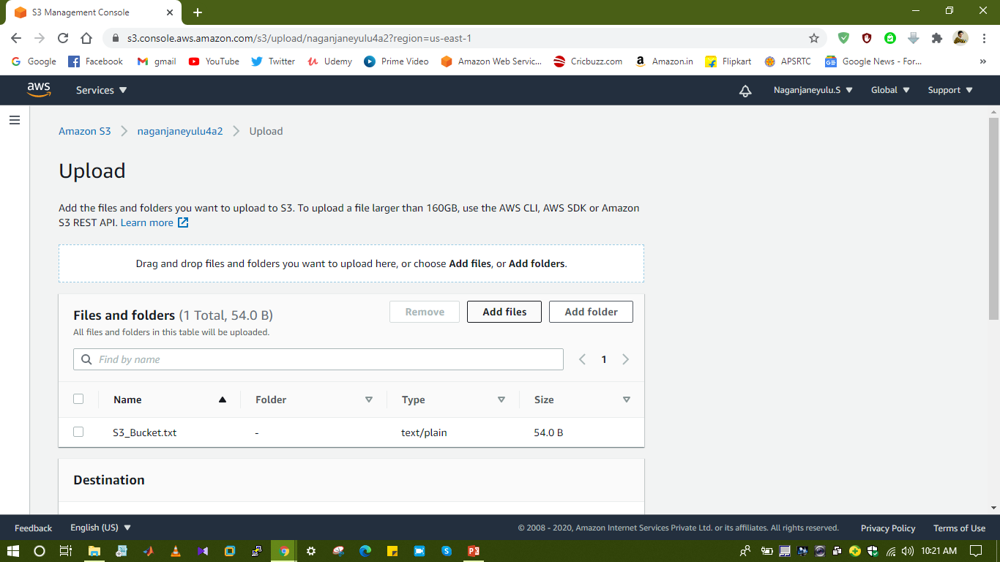 S3 Management Console
s3.console.aws.amazon.com/s3/upload/naganjaneyulu4a2?region=us-east-1
Google Facebook gmail YouTube Twitter Udemy Prime Video Amazon Web Servic... Cricbuzz.com Amazon.in Flipkart APSRTC Google News - For... »
aws Services Naganjaneyulu.S Global Support
Amazon S3 naganjaneyulu4a2 Upload
Upload
Add the files and folders you want to upload to S3. To upload a file larger than 160GB, use the AWS CLI, AWS SDK or Amazon
S3 REST API. Learn more
Drag and drop files and folders you want to upload here, or choose Add files, or Add folders.
Files and folders (1 Total, 54.0 B) Remove Add files Add folder
All files and folders in this table will be uploaded.
Find by name 1
Name Folder Type Size
S3_Bucket.txt - text/plain 54.0 B
Destination
Feedback English (US) © 2008 - 2020, Amazon Internet Services Private Ltd. or its affiliates. All rights reserved. Privacy Policy Terms of Use
10:21 AM